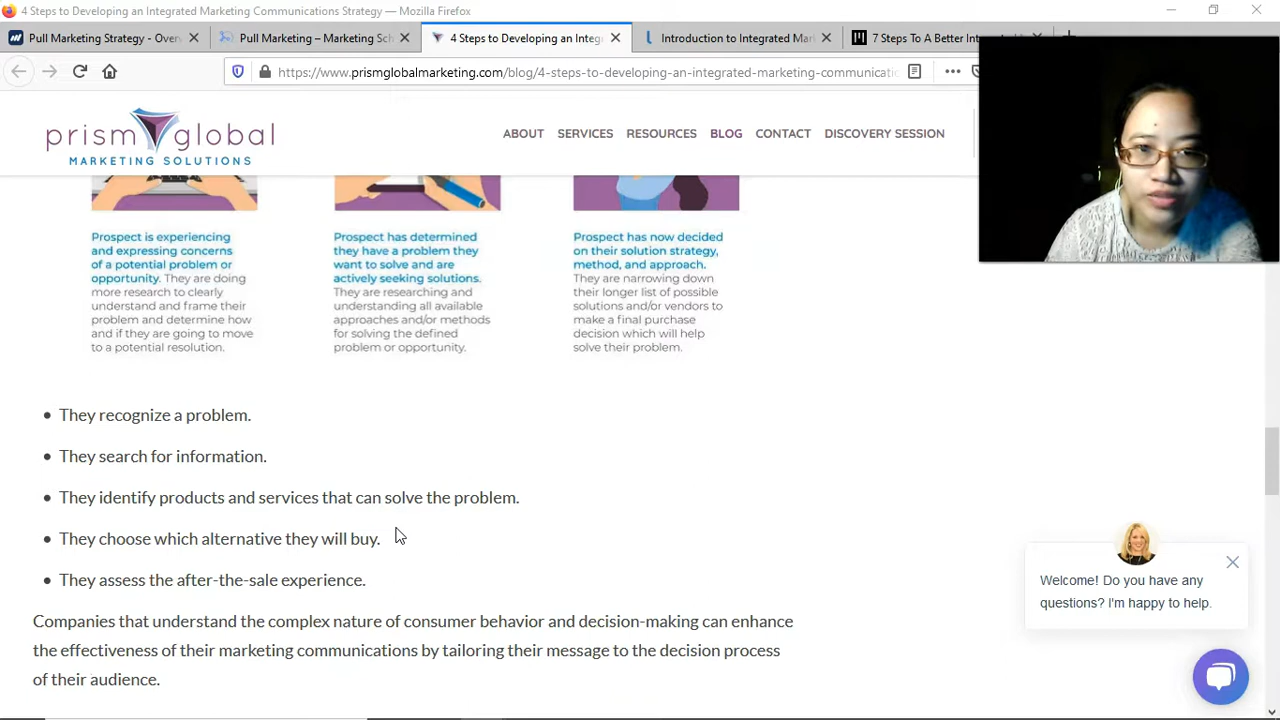 4 Steps to Developing an Integrated Marketing Communications Strategy — Mozilla Firefox
Pull Marketing Strategy - Over
Pull Marketing – Marketing Sch
4 Steps to Developing an Integ
Introduction to Integrated Mar
7 Steps To A Better Inte
https://www.prismglobalmarketing.com/blog/4-steps-to-developing-an-integrated-marketing-communicati
prism global
MARKETING SOLUTIONS
ABOUT SERVICES RESOURCES BLOG CONTACT DISCOVERY SESSION
Prospect is experiencing
and expressing concerns
of a potential problem or
opportunity. They are doing
more research to clearly
understand and frame their
problem and determine how
and if they are going to move
to a potential resolution.
Prospect has determined
they have a problem they
want to solve and are
actively seeking solutions.
They are researching and
understanding all available
approaches and/or methods
for solving the defined
problem or opportunity.
Prospect has now decided
on their solution strategy,
method, and approach.
They are narrowing down
their longer list of possible
solutions and/or vendors to
make a final purchase
decision which will help
solve their problem.
They recognize a problem.
They search for information.
They identify products and services that can solve the problem.
They choose which alternative they will buy.
They assess the after-the-sale experience.
Companies that understand the complex nature of consumer behavior and decision-making can enhance
the effectiveness of their marketing communications by tailoring their message to the decision process
of their audience.
Welcome! Do you have any
questions? I'm happy to help.